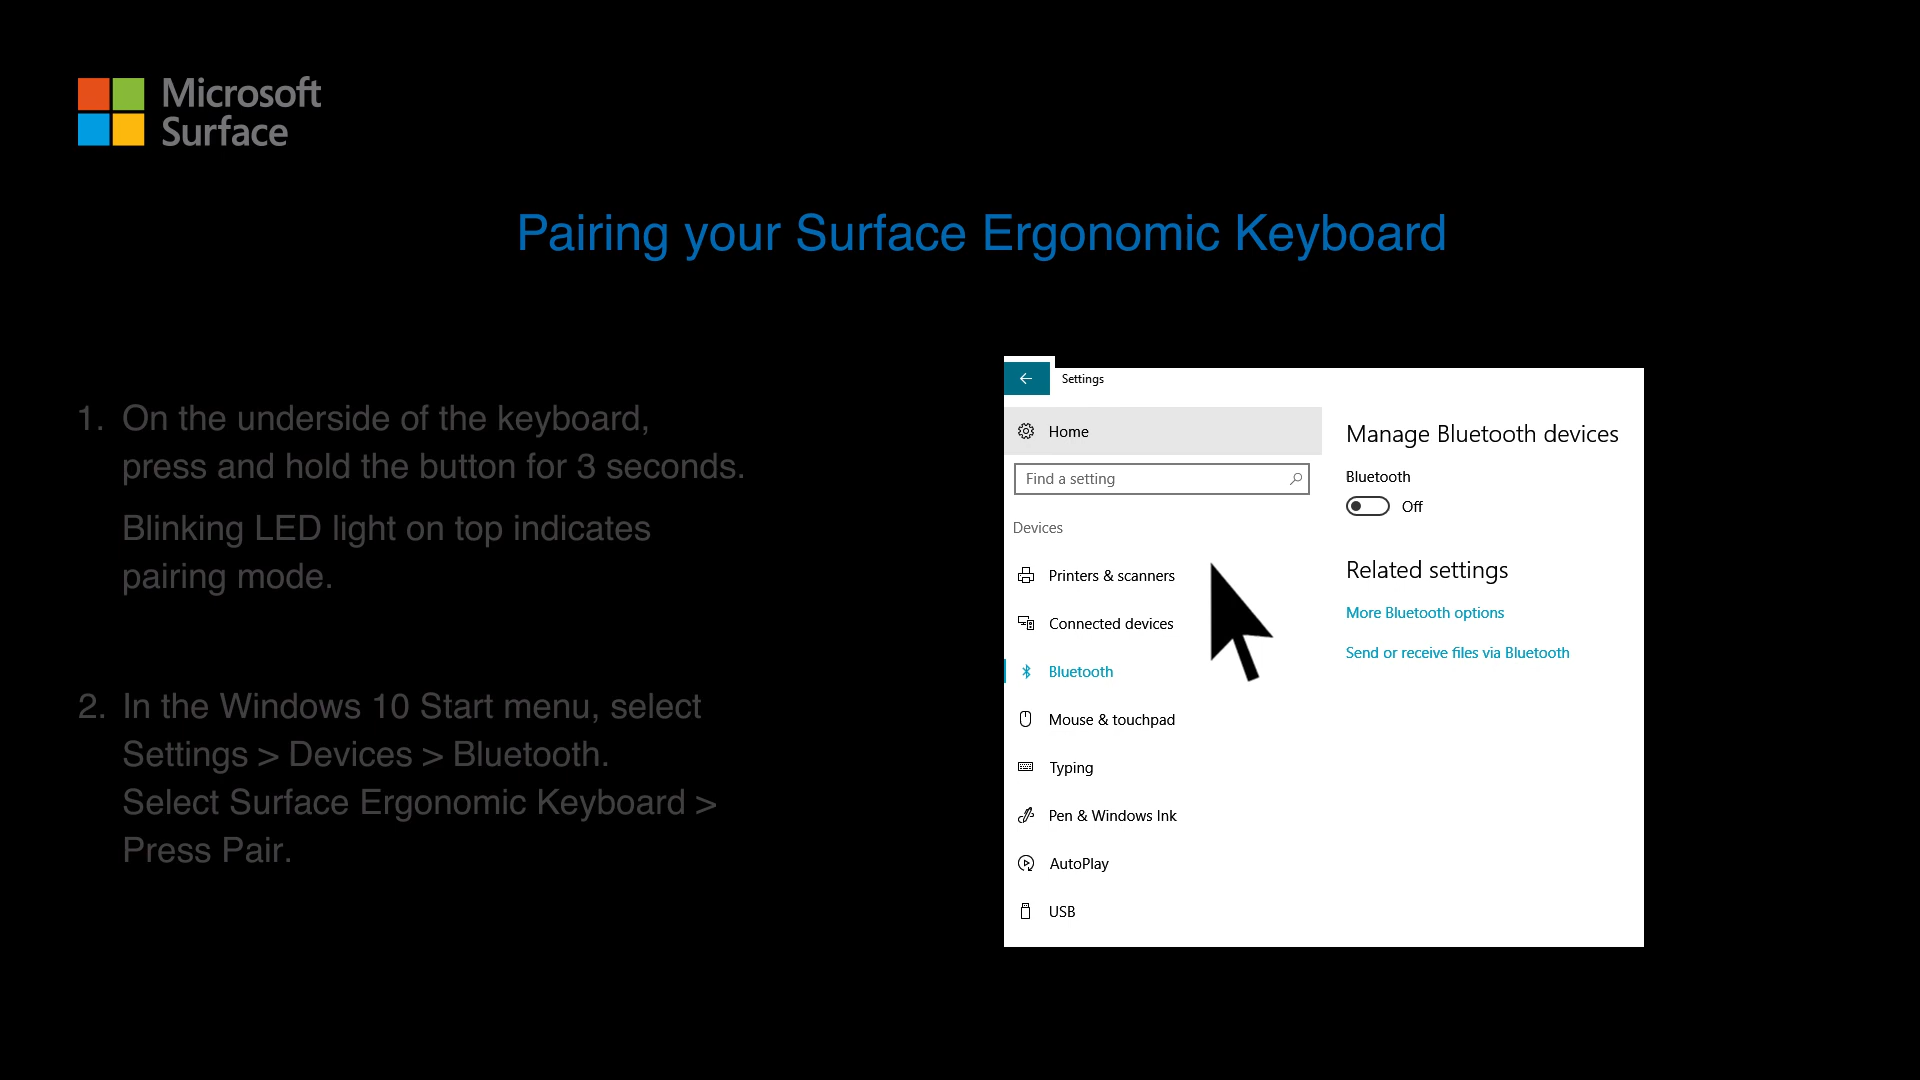 Microsoft
Surface
Pairing your Surface Ergonomic Keyboard
1. On the underside of the keyboard,
press and hold the button for 3 seconds.
Blinking LED light on top indicates
pairing mode.
2. In the Windows 10 Start menu, select
Settings > Devices > Bluetooth.
Select Surface Ergonomic Keyboard >
Press Pair.
Settings
Home
Find a setting
Devices
Printers & scanners
Connected devices
Bluetooth
Mouse & touchpad
Typing
Pen & Windows Ink
AutoPlay
USB
Manage Bluetooth devices
Bluetooth
Off
Related settings
More Bluetooth options
Send or receive files via Bluetooth